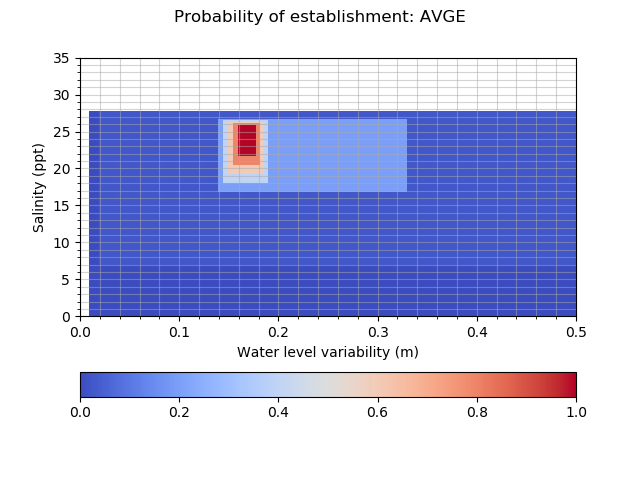 Probability of establishment: AVGE
35
30
25
20
15
10
5
0
Salinity (ppt)
0.0 0.1 0.2 0.3 0.4 0.5
Water level variability (m)
0.0 0.2 0.4 0.6 0.8 1.0